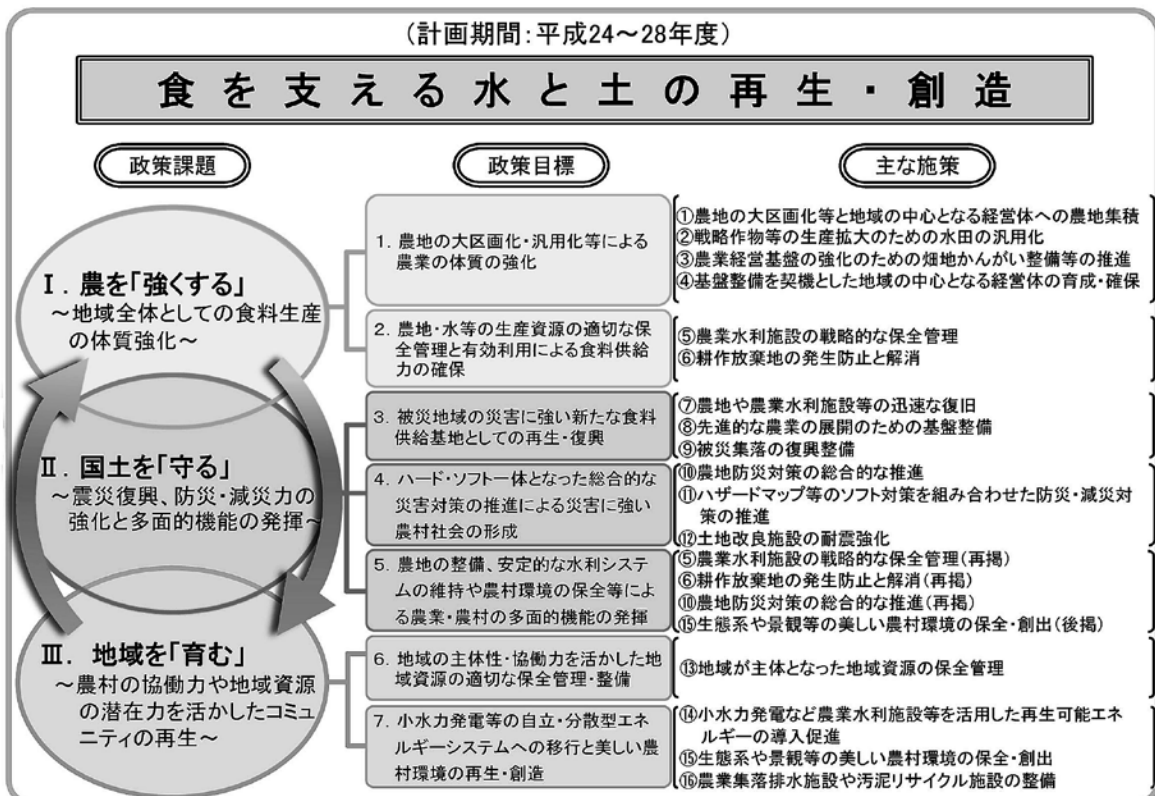 (計画期間:平成24~28年度)
食を支える水と土の再生・創造
政策課題
政策目標
主な施策
Ⅰ. 農を「強くする」
~地域全体としての食料生産
の体質強化~
Ⅱ. 国土を「守る」
~震災復興、防災・減災力の
強化と多面的機能の発揮~
Ⅲ. 地域を「育む」
~農村の協働力や地域資源
の潜在力を活かしたコミュ
ニティの再生~
1. 農地の大区画化・汎用化等による
農業の体質の強化
2. 農地・水等の生産資源の適切な保
全管理と有効利用による食料供給
力の確保
3. 被災地域の災害に強い新たな食料
供給基地としての再生・復興
4. ハード・ソフト一体となった総合的な
災害対策の推進による災害に強い
農村社会の形成
5. 農地の整備、安定的な水利システ
ムの維持や農村環境の保全等によ
る農業・農村の多面的機能の発揮
6. 地域の主体性・協働力を活かした地
域資源の適切な保全管理・整備
7. 小水力発電等の自立・分散型エネ
ルギーシステムへの移行と美しい農
村環境の再生・創造
①農地の大区画化等と地域の中心となる経営体への農地集積
②戦略作物等の生産拡大のための水田の汎用化
③農業経営基盤の強化のための畑地かんがい整備等の推進
④基盤整備を契機とした地域の中心となる経営体の育成・確保
⑤農業水利施設の戦略的な保全管理
⑥耕作放棄地の発生防止と解消
⑦農地や農業水利施設等の迅速な復旧
⑧先進的な農業の展開のための基盤整備
⑨被災集落の復興整備
⑩農地防災対策の総合的な推進
⑪ハザードマップ等のソフト対策を組み合わせた防災・減災対
策の推進
⑫土地改良施設の耐震強化
⑤農業水利施設の戦略的な保全管理(再掲)
⑥耕作放棄地の発生防止と解消(再掲)
⑩農地防災対策の総合的な推進(再掲)
⑮生態系や景観等の美しい農村環境の保全・創出(後掲)
⑬地域が主体となった地域資源の保全管理
⑭小水力発電など農業水利施設等を活用した再生可能エネ
ルギーの導入促進
⑮生態系や景観等の美しい農村環境の保全・創出
⑯農業集落排水施設や汚泥リサイクル施設の整備